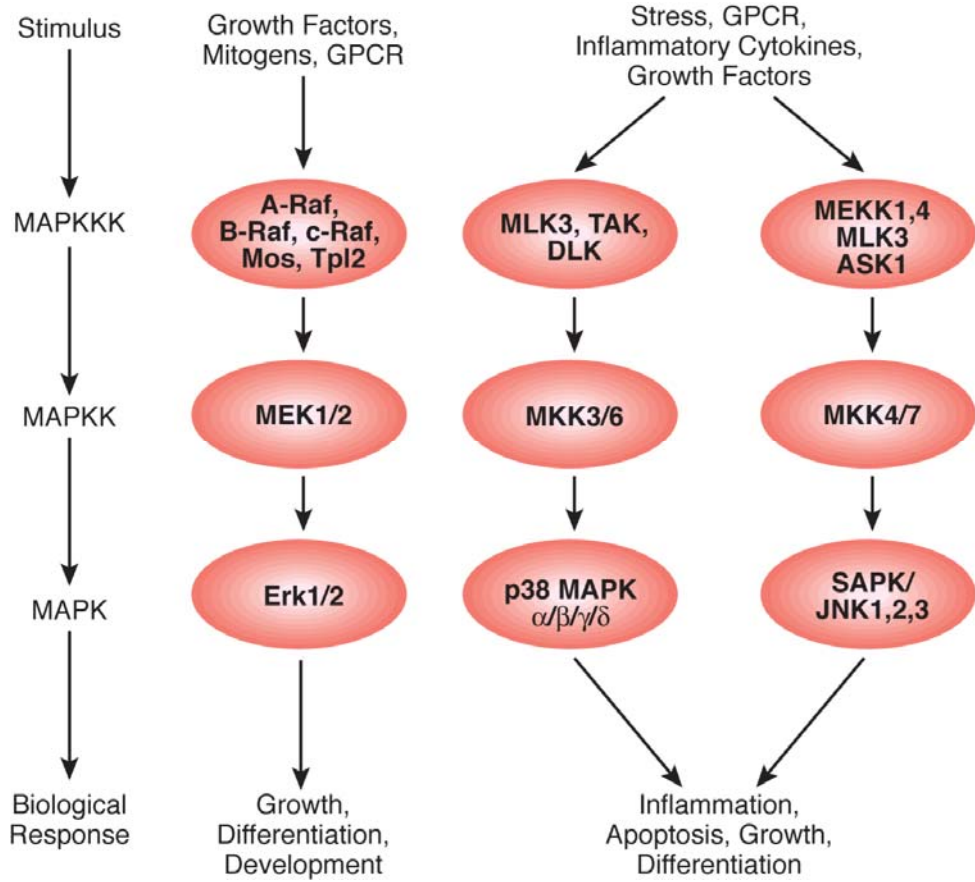 Stimulus
Growth Factors,
Mitogens, GPCR
Stress, GPCR,
Inflammatory Cytokines,
Growth Factors
MAPKKK
A-Raf,
B-Raf, c-Raf,
Mos, Tpl2
MLK3, TAK,
DLK
MEKK1,4
MLK3
ASK1
MAPKK
MEK1/2
MKK3/6
MKK4/7
MAPK
Erk1/2
p38 MAPK
α/β/γ/δ
SAPK/
JNK1,2,3
Biological
Response
Growth,
Differentiation,
Development
Inflammation,
Apoptosis, Growth,
Differentiation